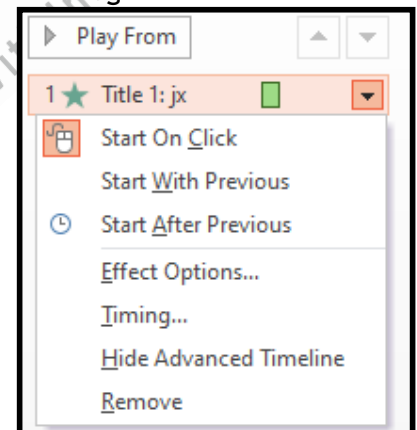 Play From
1 Title 1: jx
Start On Click
Start With Previous
Start After Previous
Effect Options...
Timing...
Hide Advanced Timeline
Remove